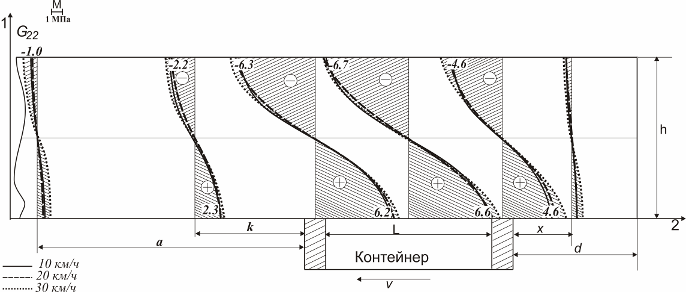 М
1 МПа
1
G22
-1.0
-2.2
-6.3
-6.7
-4.6
2.3
6.2
6.6
4.6
h
2
a
k
L
x
d
Контейнер
v
10 км/ч
20 км/ч
30 км/ч